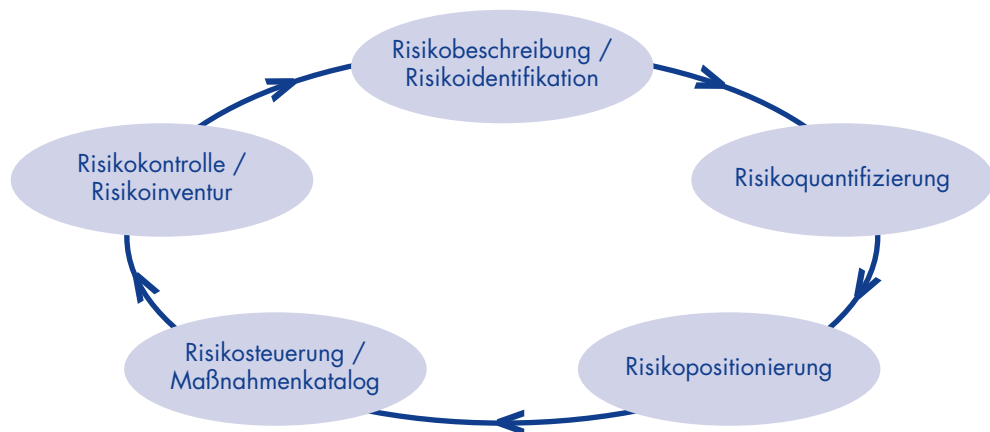 Risikobeschreibung /
Risikoidentifikation
Risikoquantifizierung
Risikopositionierung
Risikosteuerung /
Maßnahmenkatalog
Risikokontrolle /
Risikoinventur